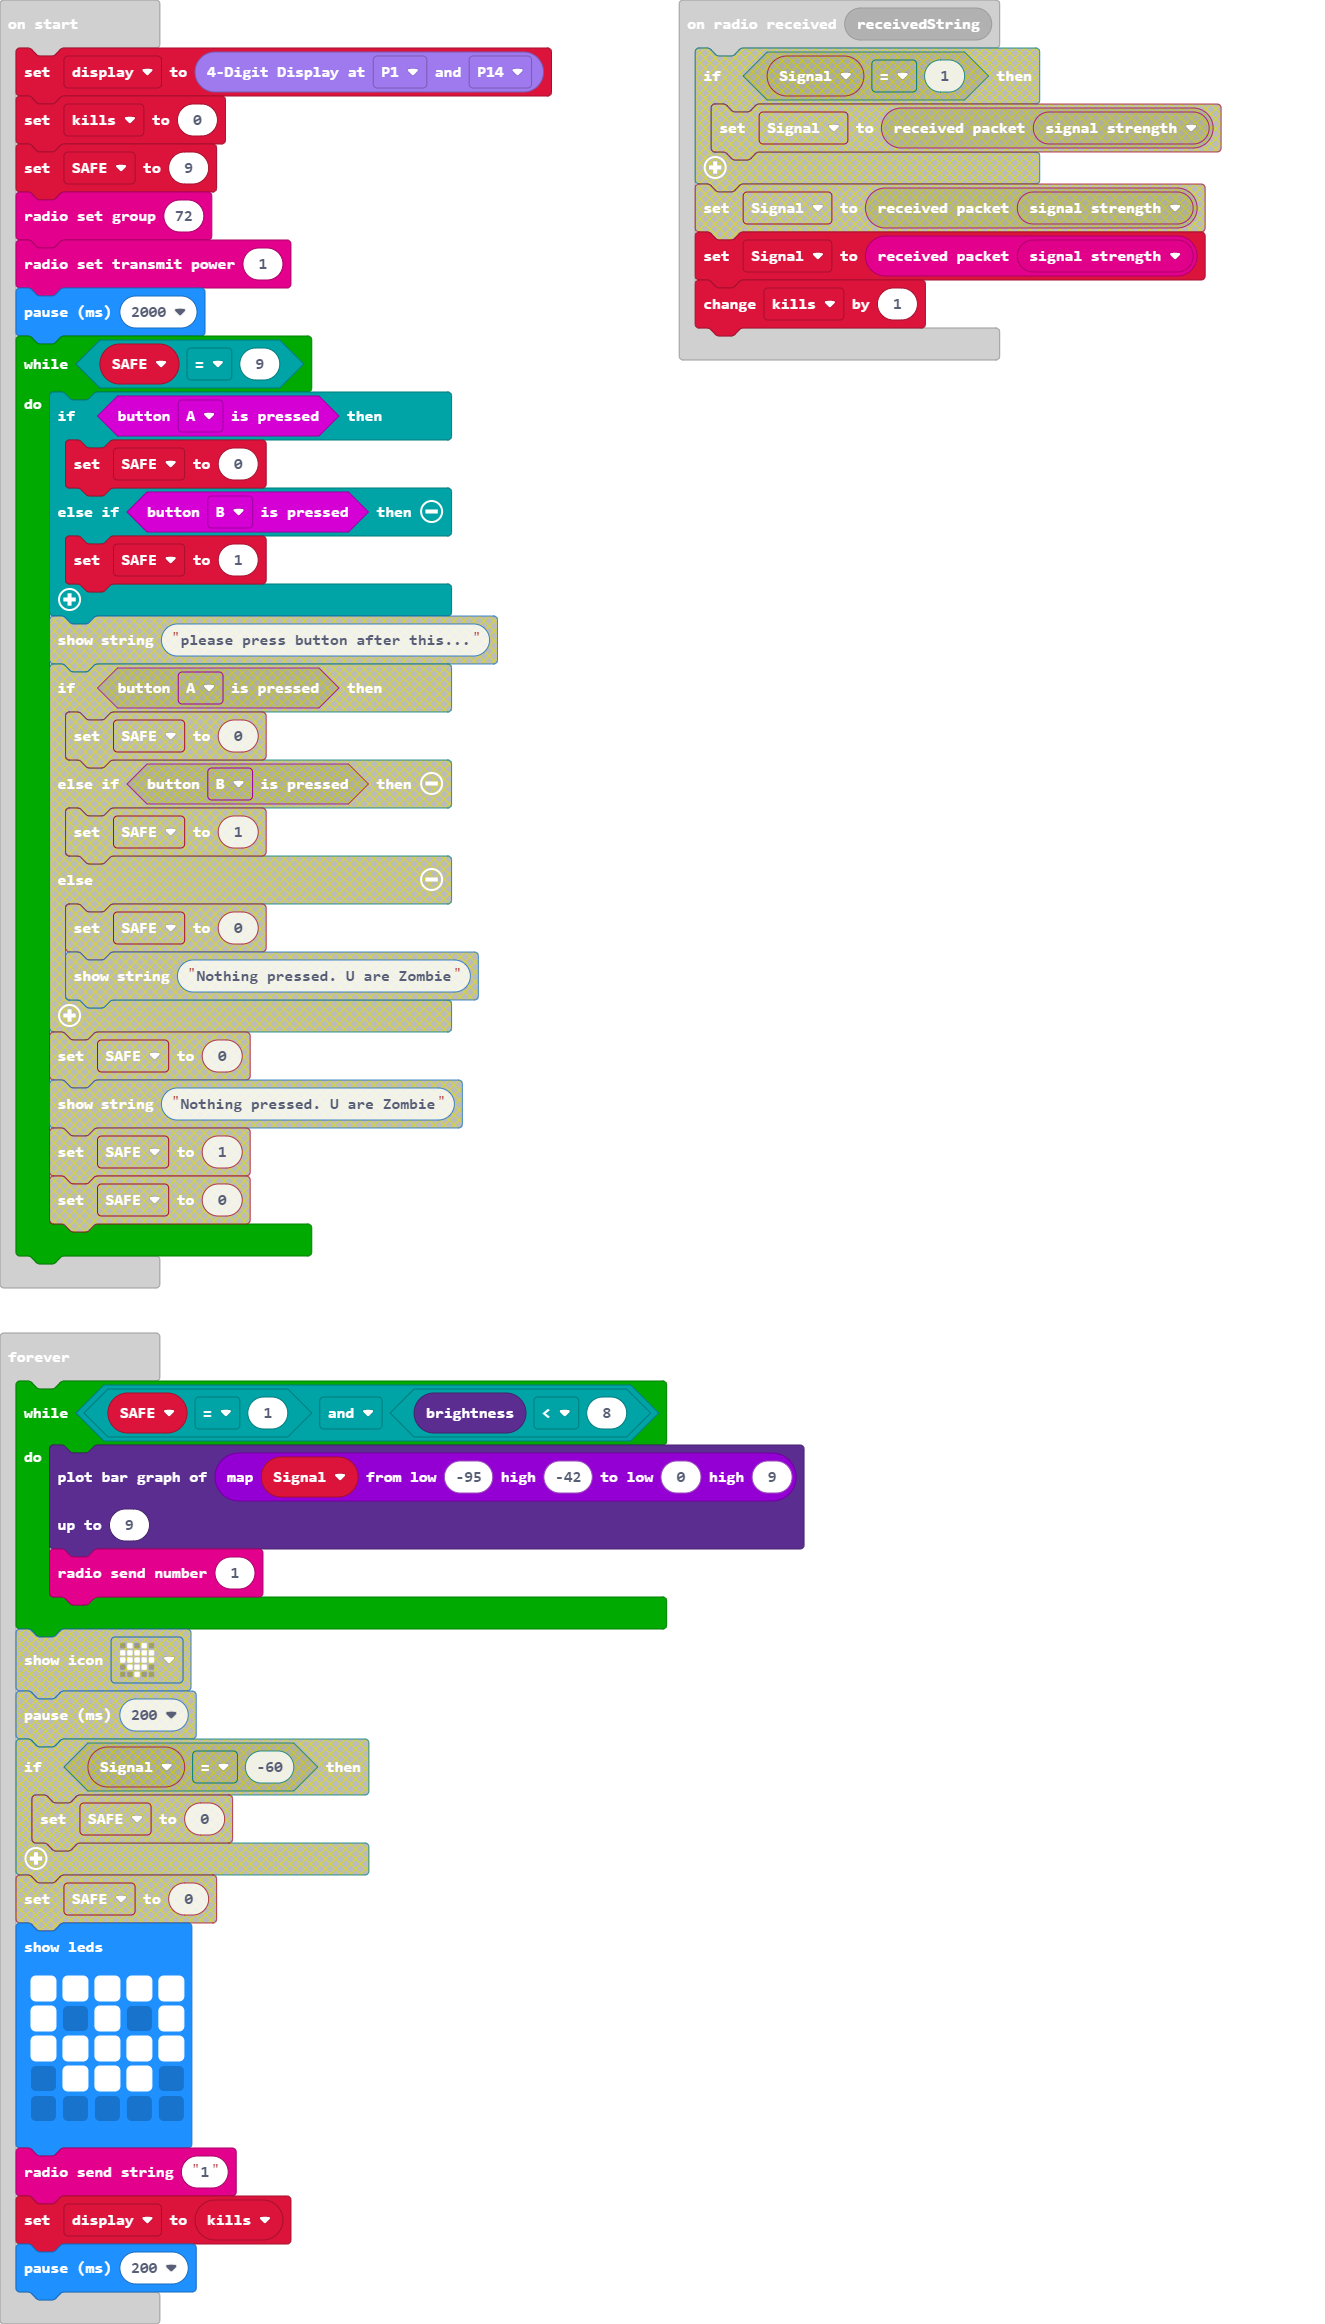 on start
set display to 4-Digit Display at P1 and P14
set kills to 0
set SAFE to 9
radio set group 72
radio set transmit power 1
pause (ms) 2000
while SAFE = 9
do if button A is pressed then
set SAFE to 0
else if button B is pressed then
set SAFE to 1
show string "please press button after this..."
if button A is pressed then
set SAFE to 0
else if button B is pressed then
set SAFE to 1
else
set SAFE to 0
show string "Nothing pressed. U are Zombie"
set SAFE to 0
show string "Nothing pressed. U are Zombie"
set SAFE to 1
set SAFE to 0
on radio received receivedString
if Signal = 1 then
set Signal to received packet signal strength
set Signal to received packet signal strength
set Signal to received packet signal strength
change kills by 1
forever
while SAFE = 1 and brightness < 8
do plot bar graph of map Signal from low -95 high -42 to low 0 high 9
up to 9
radio send number 1
show icon
pause (ms) 200
if Signal = -60 then
set SAFE to 0
set SAFE to 0
show leds
radio send string "1"
set display to kills
pause (ms) 200